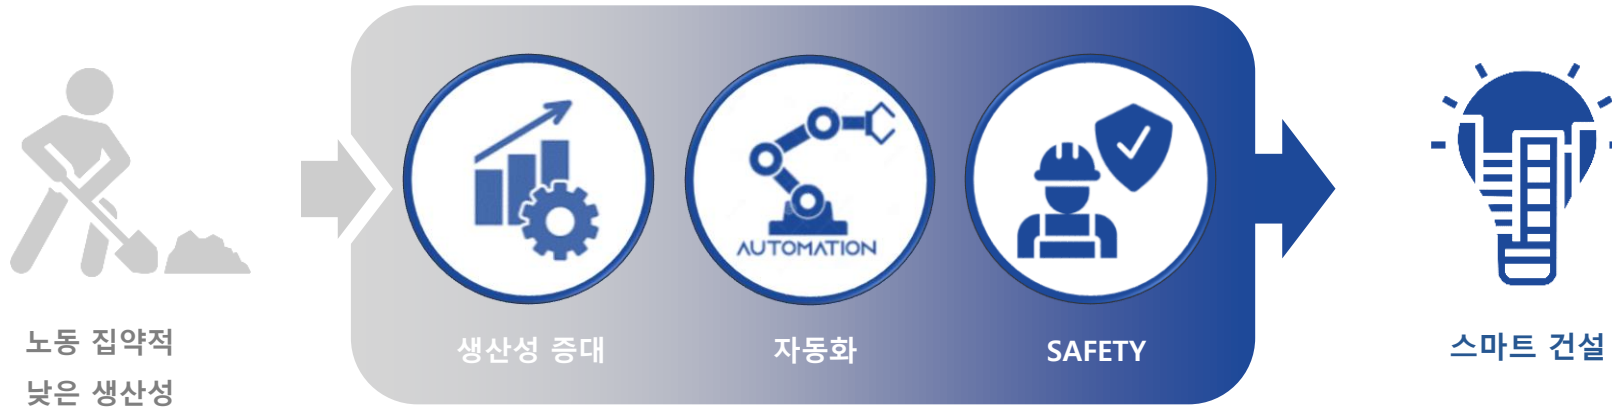 노동 집약적
낮은 생산성
AUTOMATION
생산성 증대
자동화
SAFETY
스마트 건설